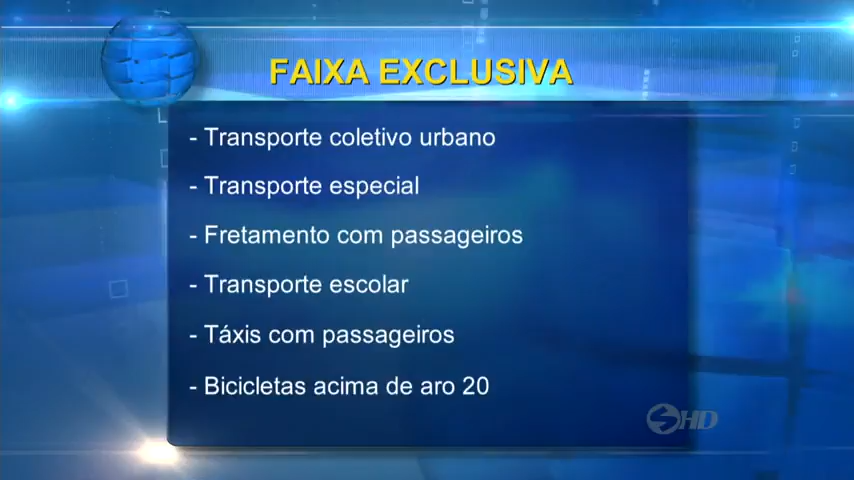 FAIXA EXCLUSIVA
- Transporte coletivo urbano
- Transporte especial
- Fretamento com passageiros
- Transporte escolar
- Táxis com passageiros
- Bicicletas acima de aro 20
HD